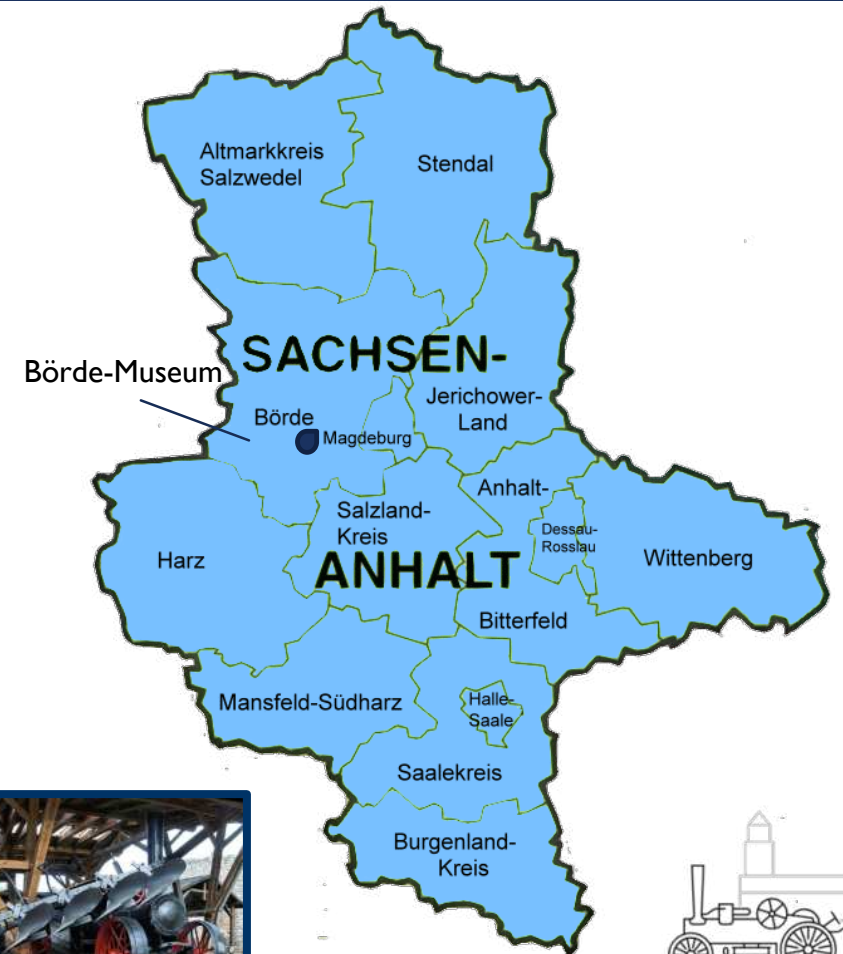 Altmarkkreis
Salzwedel
Stendal
SACHSEN-
Börde-Museum
Jerichower-
Land
Börde
Magdeburg
Anhalt-
Salzland-
Kreis
Dessau-
Rosslau
Harz
ANHALT
Wittenberg
Bitterfeld
Mansfeld-Südharz
Halle-
Saale
Saalekreis
Burgenland-
Kreis